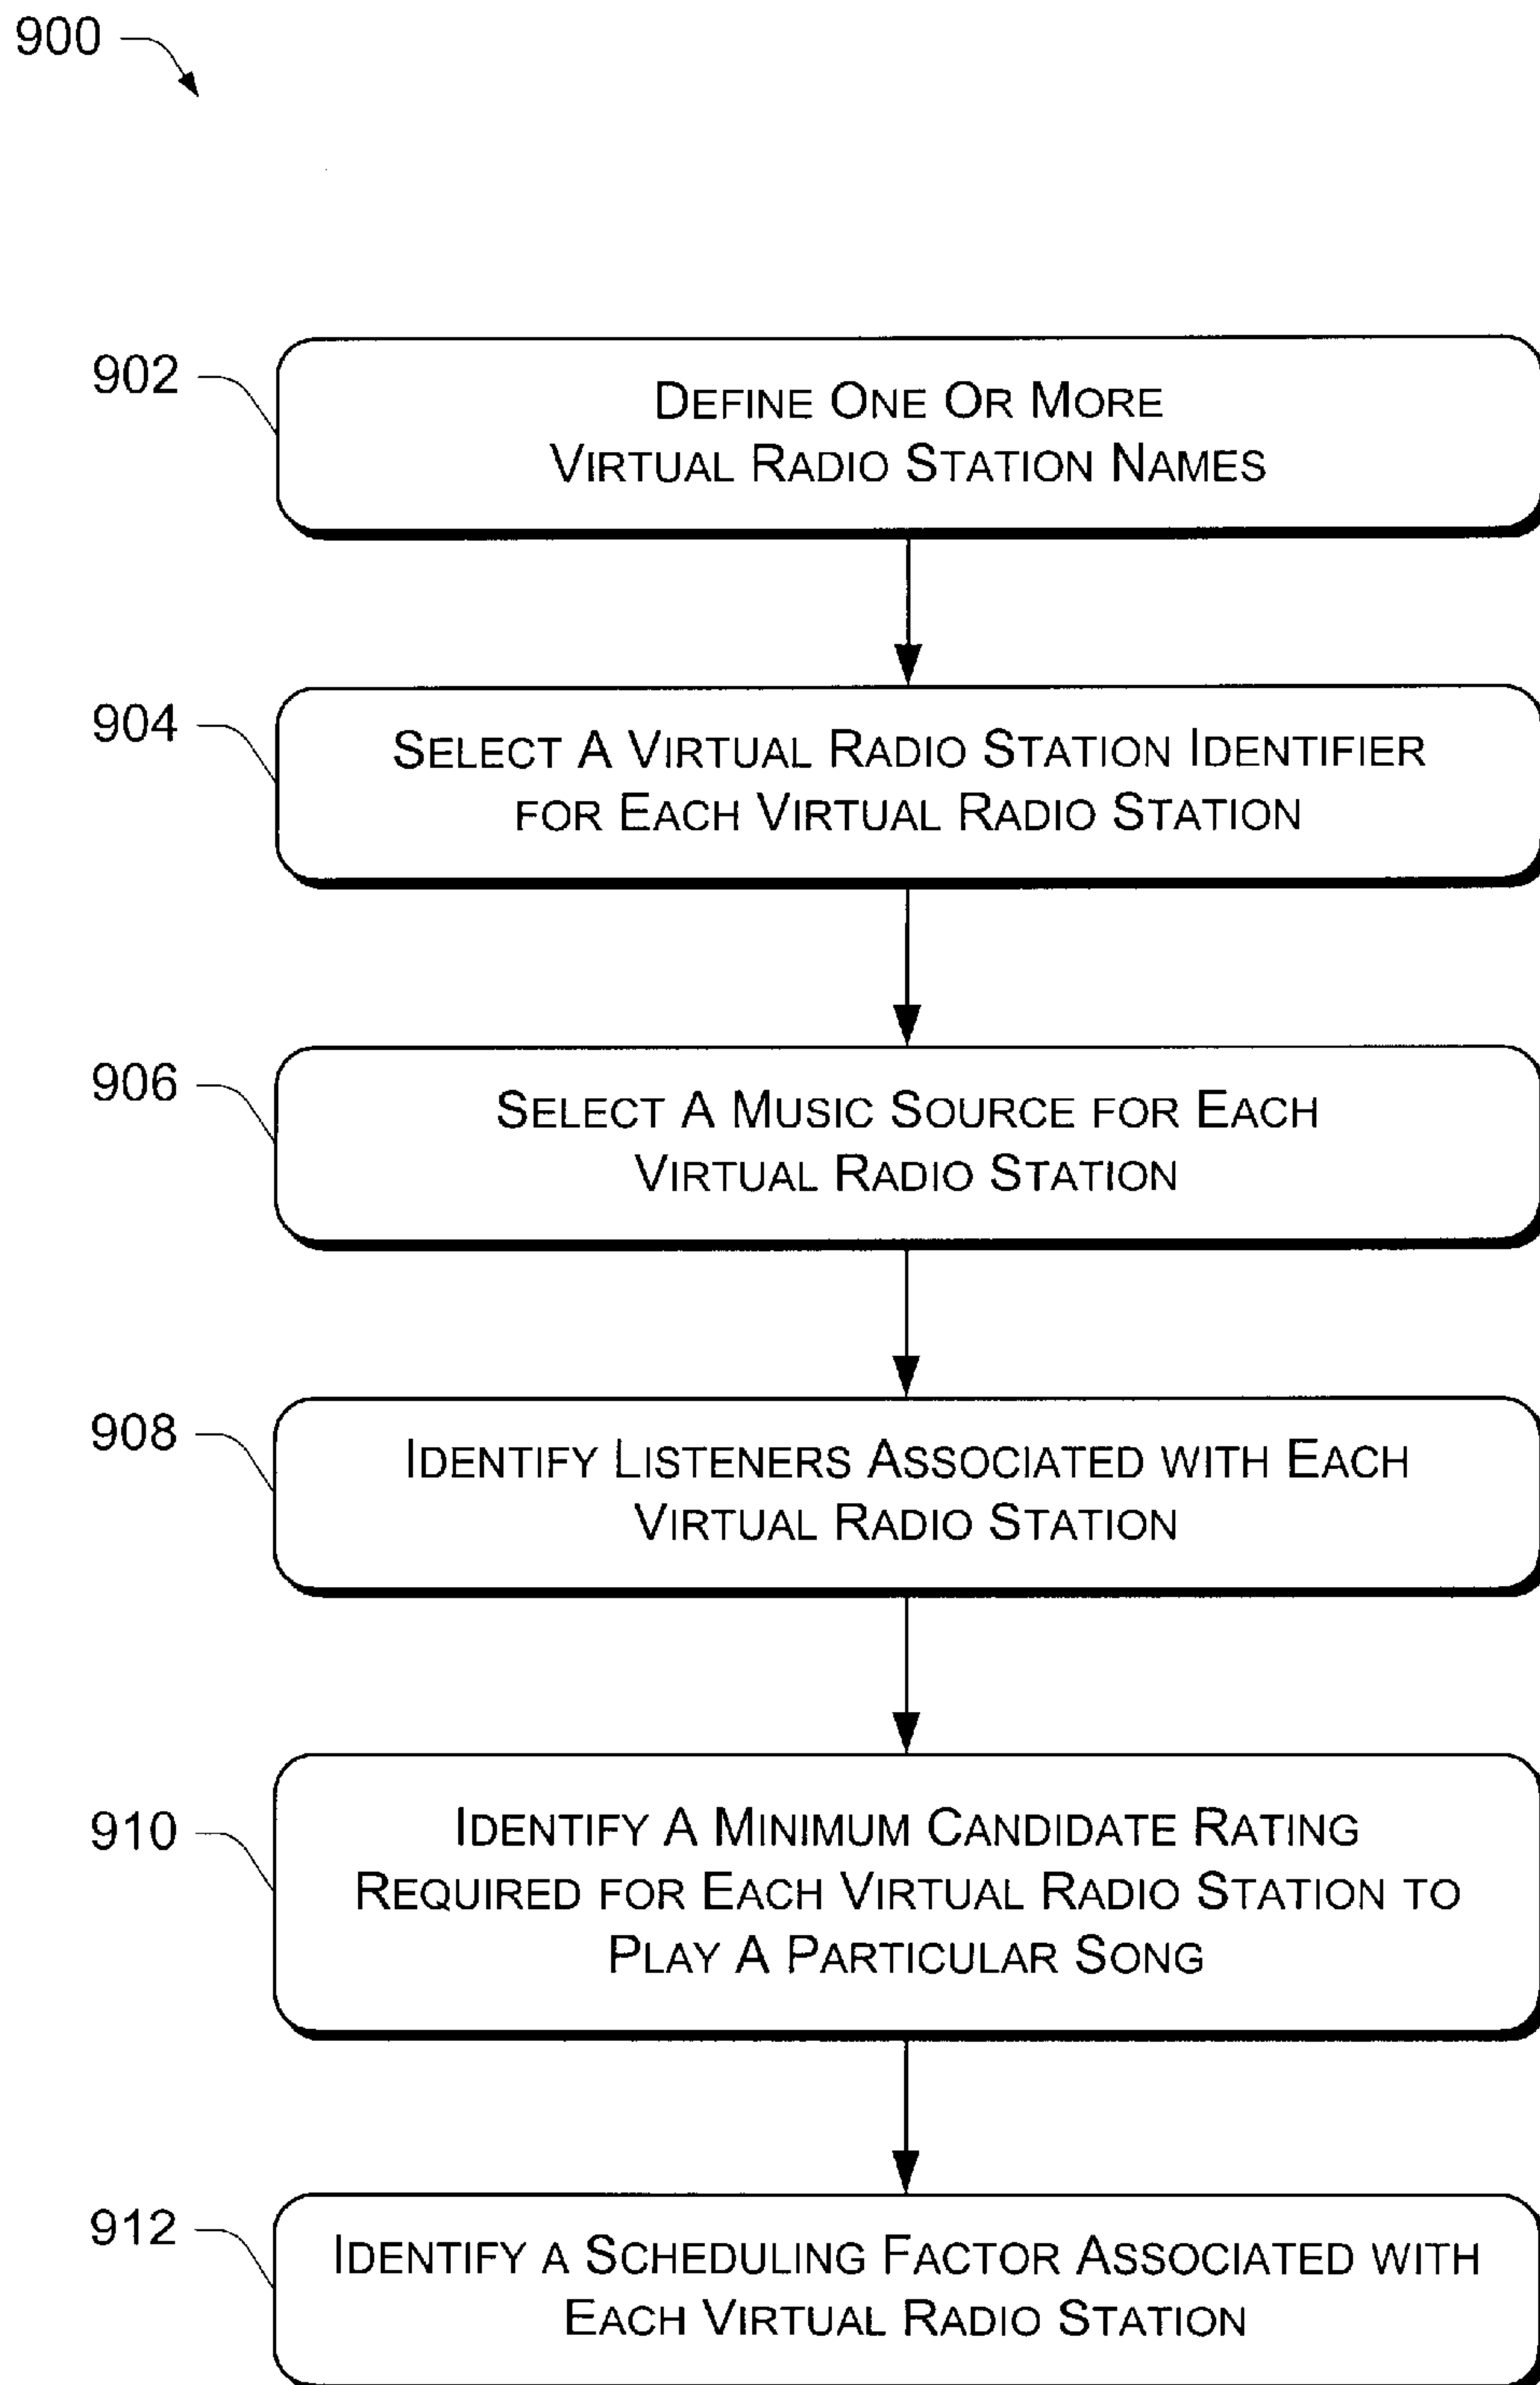 900
902
DEFINE ONE OR MORE
VIRTUAL RADIO STATION NAMES
904
SELECT A VIRTUAL RADIO STATION IDENTIFIER
FOR EACH VIRTUAL RADIO STATION
906
SELECT A MUSIC SOURCE FOR EACH
VIRTUAL RADIO STATION
908
IDENTIFY LISTENERS ASSOCIATED WITH EACH
VIRTUAL RADIO STATION
910
IDENTIFY A MINIMUM CANDIDATE RATING
REQUIRED FOR EACH VIRTUAL RADIO STATION TO
PLAY A PARTICULAR SONG
912
IDENTIFY A SCHEDULING FACTOR ASSOCIATED WITH
EACH VIRTUAL RADIO STATION